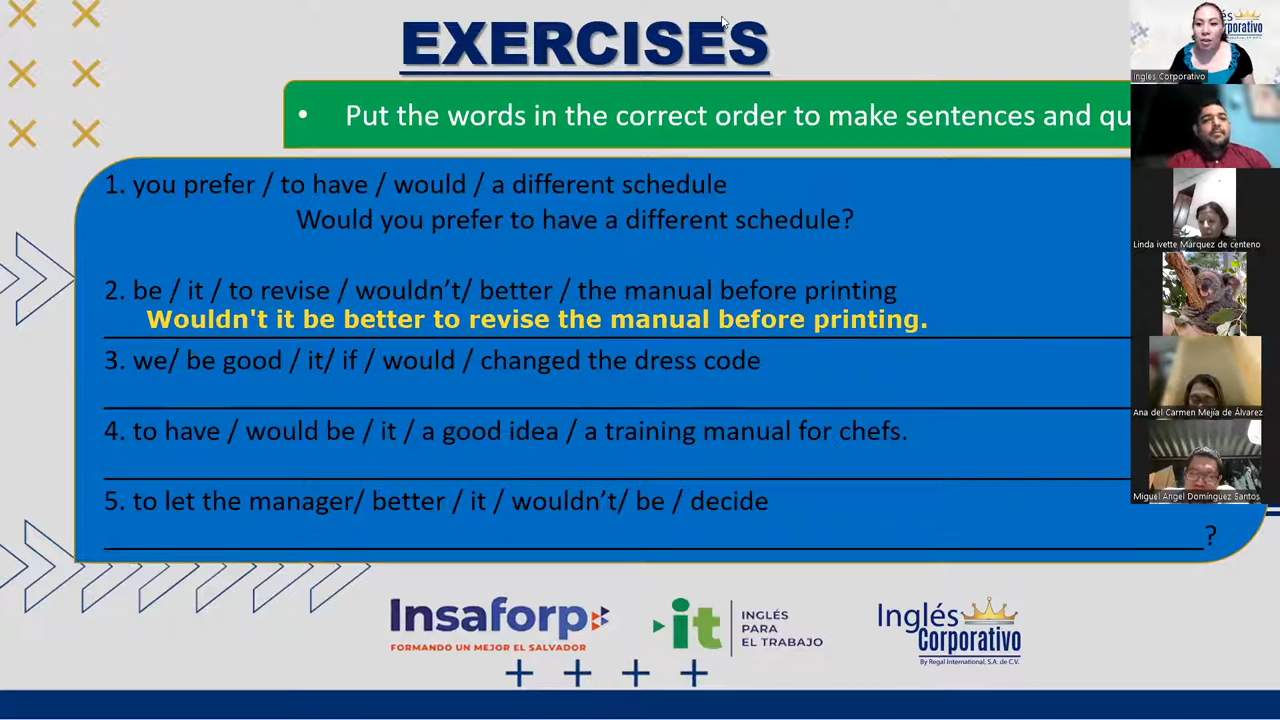 EXERCISES
• Put the words in the correct order to make sentences and qu
1. you prefer / to have / would / a different schedule
Would you prefer to have a different schedule?
2. be / it / to revise / wouldn't/ better / the manual before printing
Wouldn't it be better to revise the manual before printing.
3. we/ be good / it/ if / would / changed the dress code
4. to have / would be / it / a good idea / a training manual for chefs.
5. to let the manager/ better / it / wouldn't/ be / decide
?
Insaforp
FORMANDO UN MEJOR EL SALVADOR
it
INGLÉS
PARA
EL TRABAJO
Inglés
Corporativo
By Regal International, S.A. de C.V.
Inglés Corporativo
Linda ivette Márquez de centeno
Ana del Carmen Mejía de Álvarez
Miguel Angel Domínguez Santos